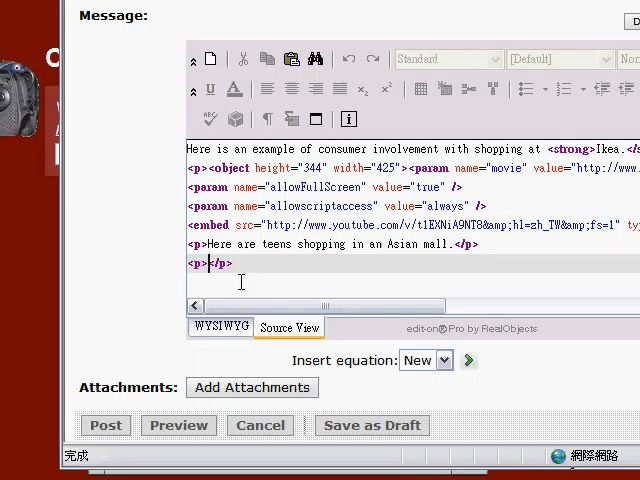 Message:
Standard [Default] Nor
Here is an example of consumer involvement with shopping at <strong>Ikea.</s
<p><object height="344" width="425"><param name="movie" value="http://www.
<param name="allowFullScreen" value="true" />
<param name="allowscriptaccess" value="always" />
<embed src="http://www.youtube.com/v/t1EXNiA9NT8&amp;hl=zh_TW&amp;fs=1" typ
<p>Here are teens shopping in an Asian mall.</p>
<p></p>
WYSIWYG Source View edit-on® Pro by RealObjects
Insert equation: New
Attachments: Add Attachments
Post Preview Cancel Save as Draft
完成 網際網路